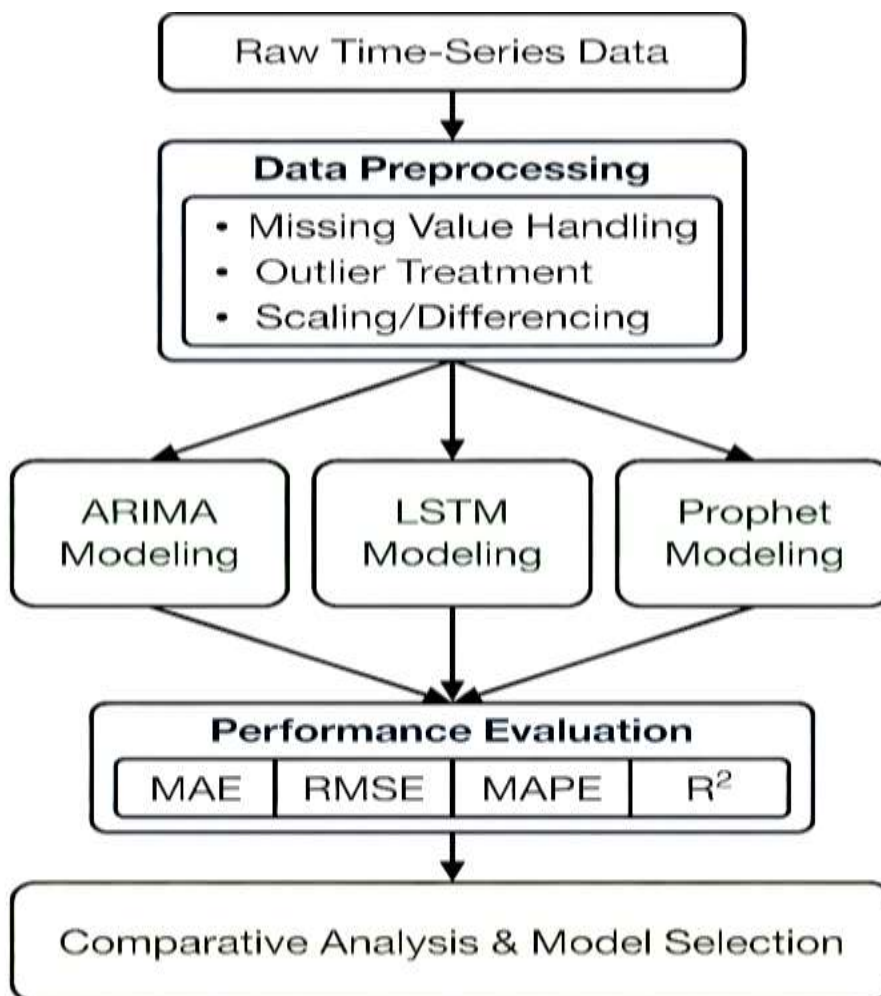 Raw Time-Series Data
Data Preprocessing
• Missing Value Handling
• Outlier Treatment
• Scaling/Differencing
ARIMA
Modeling
LSTM
Modeling
Prophet
Modeling
Performance Evaluation
MAE RMSE MAPE R²
Comparative Analysis & Model Selection